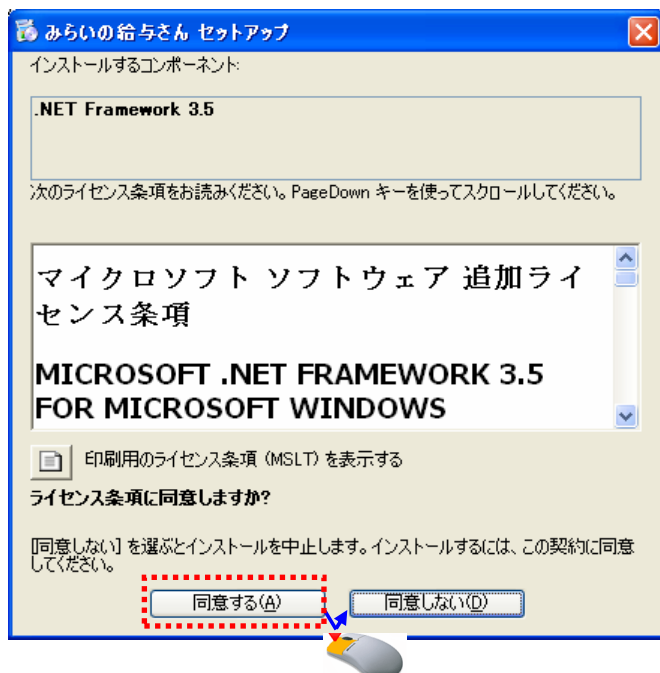 みらいの給与さん セットアップ
インストールするコンポーネント:
.NET Framework 3.5
次のライセンス条項をお読みください。PageDown キーを使ってスクロールしてください。
マイクロソフト ソフトウェア 追加ライ
センス条項
MICROSOFT .NET FRAMEWORK 3.5
FOR MICROSOFT WINDOWS
印刷用のライセンス条項 (MSLT) を表示する
ライセンス条項に同意しますか?
[同意しない] を選ぶとインストールを中止します。インストールするには、この契約に同意
してください。
同意する(A)
同意しない(D)